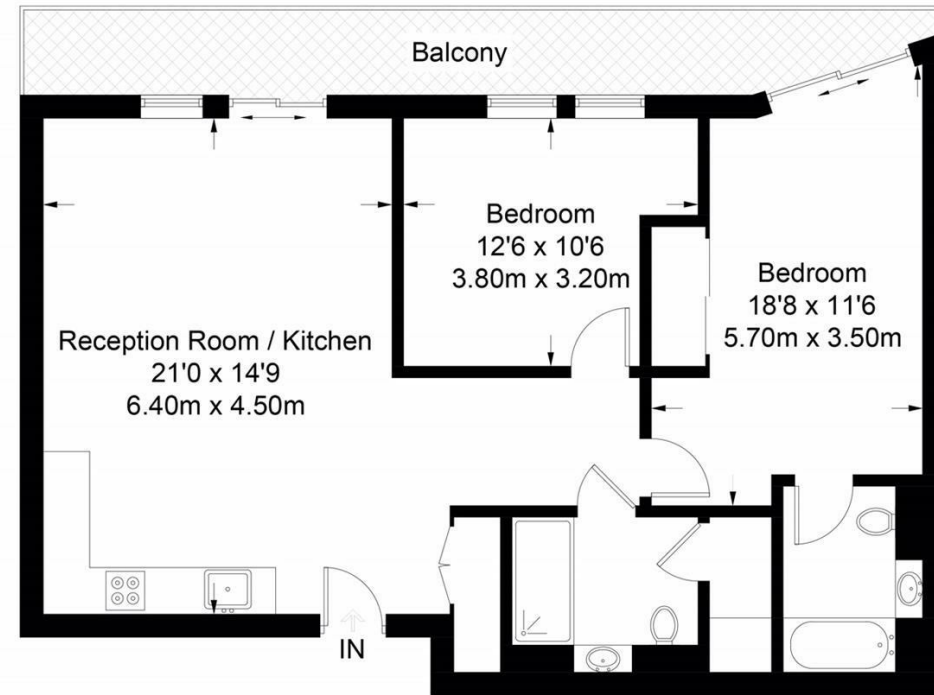 Balcony
Bedroom
12'6 x 10'6
3.80m x 3.20m
Bedroom
18'8 x 11'6
5.70m x 3.50m
Reception Room / Kitchen
21'0 x 14'9
6.40m x 4.50m
IN